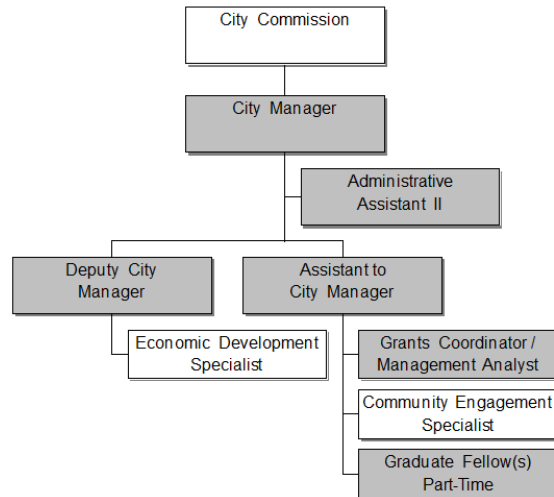 City Commission
City Manager
Administrative
Assistant II
Deputy City
Manager
Assistant to
City Manager
Economic Development
Specialist
Grants Coordinator /
Management Analyst
Community Engagement
Specialist
Graduate Fellow(s)
Part-Time